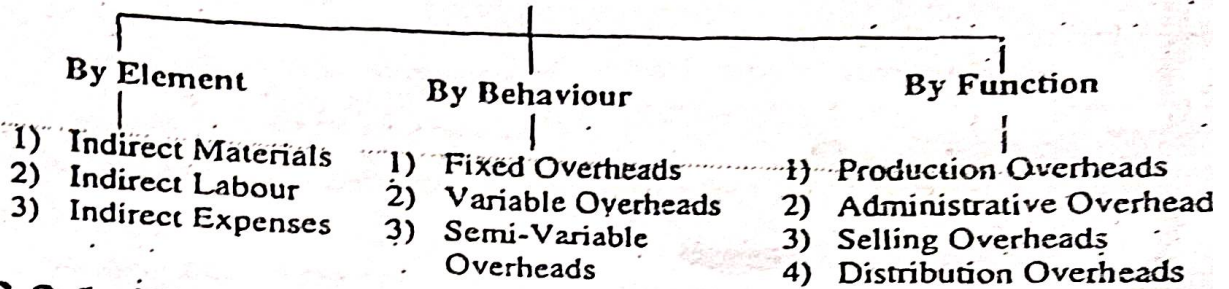 By Element
1) Indirect Materials
2) Indirect Labour
3) Indirect Expenses
By Behaviour
1) Fixed Overheads
2) Variable Overheads
3) Semi-Variable
Overheads
By Function
1) Production Overheads
2) Administrative Overhead
3) Selling Overheads
4) Distribution Overheads